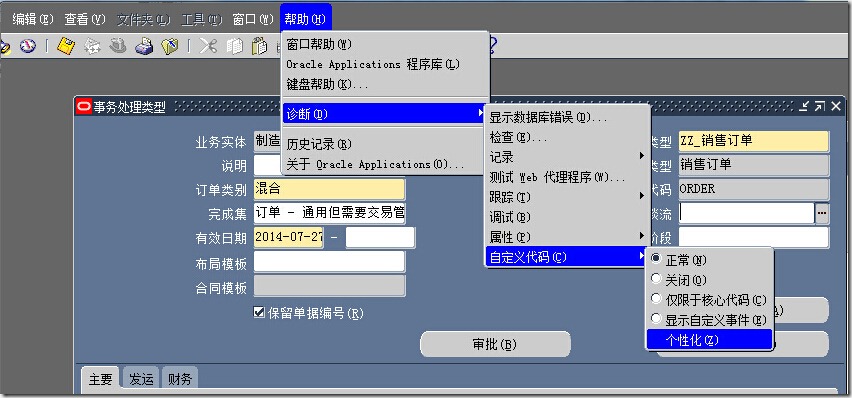 编辑(E) 查看(V) 文件夹(L) 工具(T) 窗口(W) 帮助(H)
窗口帮助(W)
Oracle Applications 程序库(L)
键盘帮助(K)...
诊断(D)
历史记录(R)
关于 Oracle Applications(O)...
显示数据库错误(D)...
检查(E)...
记录
测试 Web 代理程序(W)...
跟踪(T)
调试(B)
属性(P)
自定义代码(C)
正常(N)
关闭(O)
仅限于核心代码(C)
显示自定义事件(E)
个性化(Z)
事务处理类型
业务实体 制造
类型 ZZ_销售订单
说明
类型 销售订单
订单类别 混合
代码 ORDER
完成集 订单 - 通用但需要交易管
流
有效日期 2014-07-27 -
阶段
布局模板
合同模板
保留单据编号(R)
审批(B)
主要 发运 财务